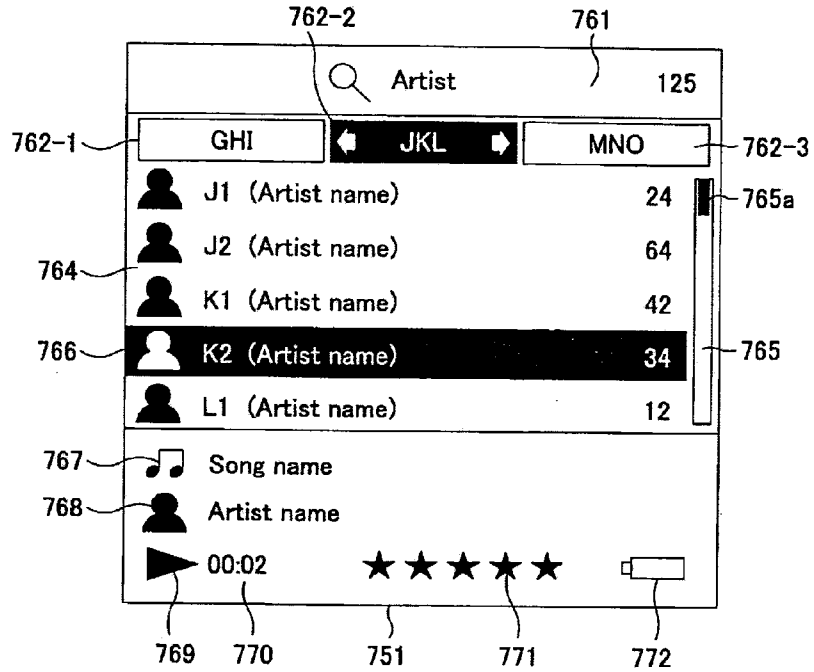 762-2 761
Artist 125
762-1 GHI JKL MNO 762-3
J1 (Artist name) 24 765a
J2 (Artist name) 64
764
K1 (Artist name) 42
766 K2 (Artist name) 34 765
L1 (Artist name) 12
767 Song name
768 Artist name
00:02
769 770 751 771 772